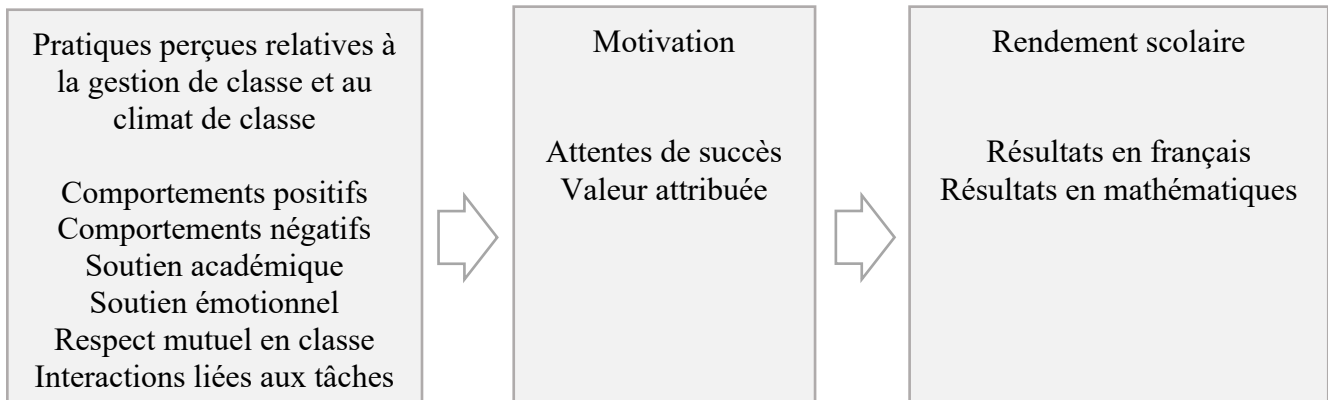 Pratiques perçues relatives à
la gestion de classe et au
climat de classe
Comportements positifs
Comportements négatifs
Soutien académique
Soutien émotionnel
Respect mutuel en classe
Interactions liées aux tâches
Motivation
Attentes de succès
Valeur attribuée
Rendement scolaire
Résultats en français
Résultats en mathématiques